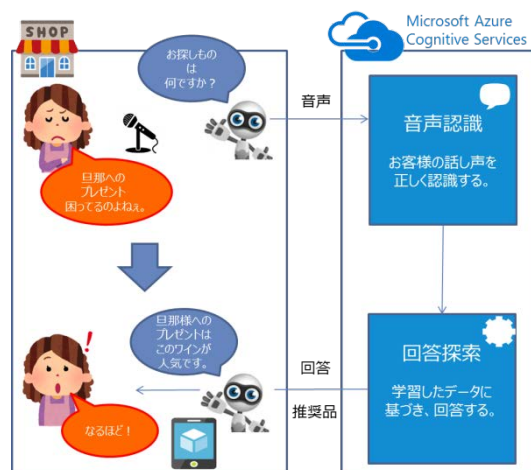 SHOP
お探しもの
は
何ですか？
旦那への
プレゼント
困ってるのよねぇ。
音声
Microsoft Azure
Cognitive Services
音声認識
お客様の話し声を
正しく認識する。
旦那様への
プレゼントは
このワインが
人気です。
なるほど！
回答
推奨品
回答探索
学習したデータに
基づき、回答する。